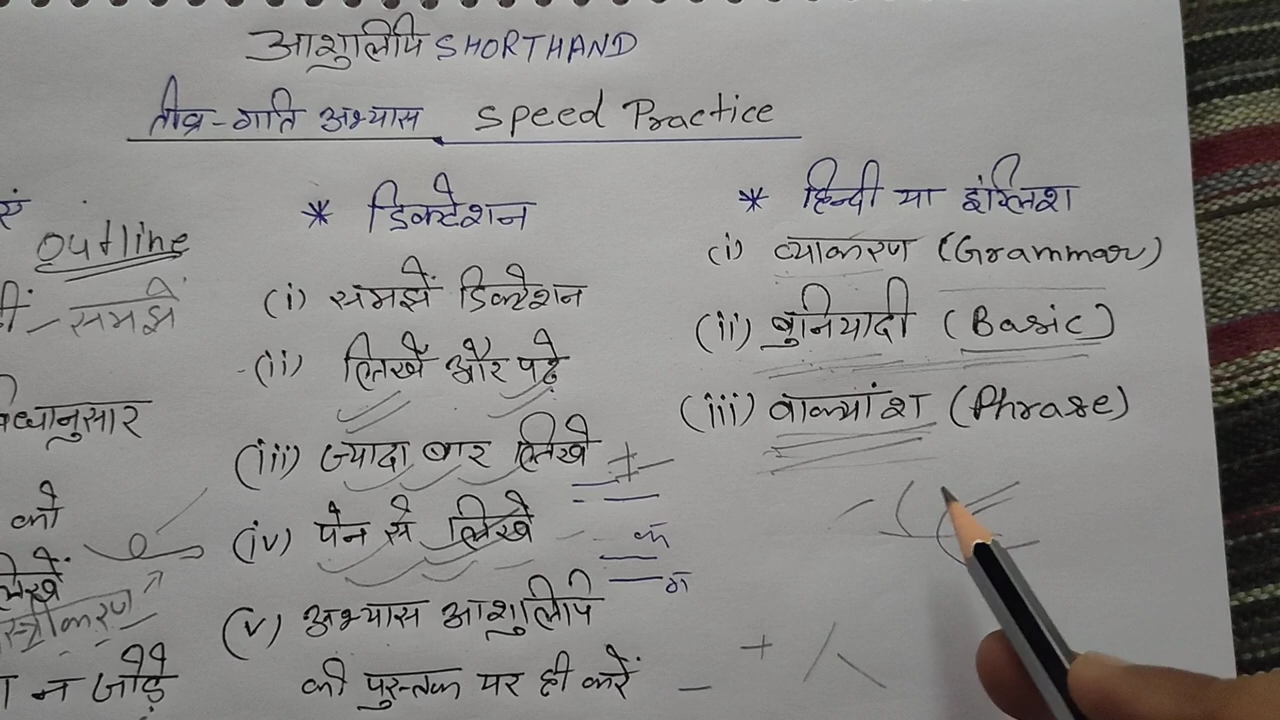 आशुलिपि SHORTHAND
तीव्र-गति अभ्यास speed Practice
outline
समझें
को
न जोड़ें
* डिक्टेशन
(i) समझें डिक्टेशन
(ii) लिखें और पढ़े
(iii) ज्यादा बार लिखे
(iv) पेन से लिखे
क
ग
(v) अभ्यास आशुलिपि
की पुस्तक पर ही करें
* हिन्दी या इंग्लिश
(i) व्याकरण (Grammar)
(ii) बुनियादी (Basic)
(iii) वाक्यांश (Phrase)